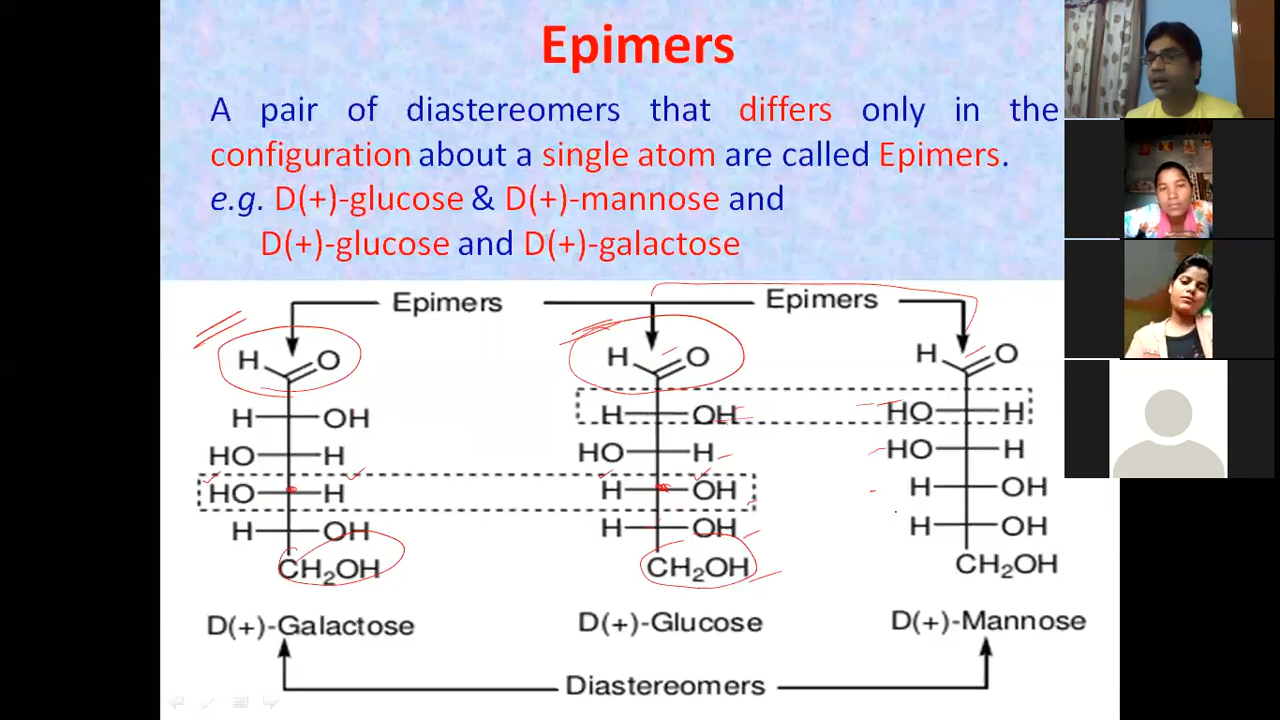 Epimers
A pair of diastereomers that differs only in the
configuration about a single atom are called Epimers.
e.g. D(+)-glucose & D(+)-mannose and
D(+)-glucose and D(+)-galactose
Epimers Epimers
H O H O H O
H OH H OH HO H
HO H HO H HO H
HO H H OH H OH
H OH H OH H OH
CH2OH CH2OH CH2OH
D(+)-Galactose D(+)-Glucose D(+)-Mannose
Diastereomers